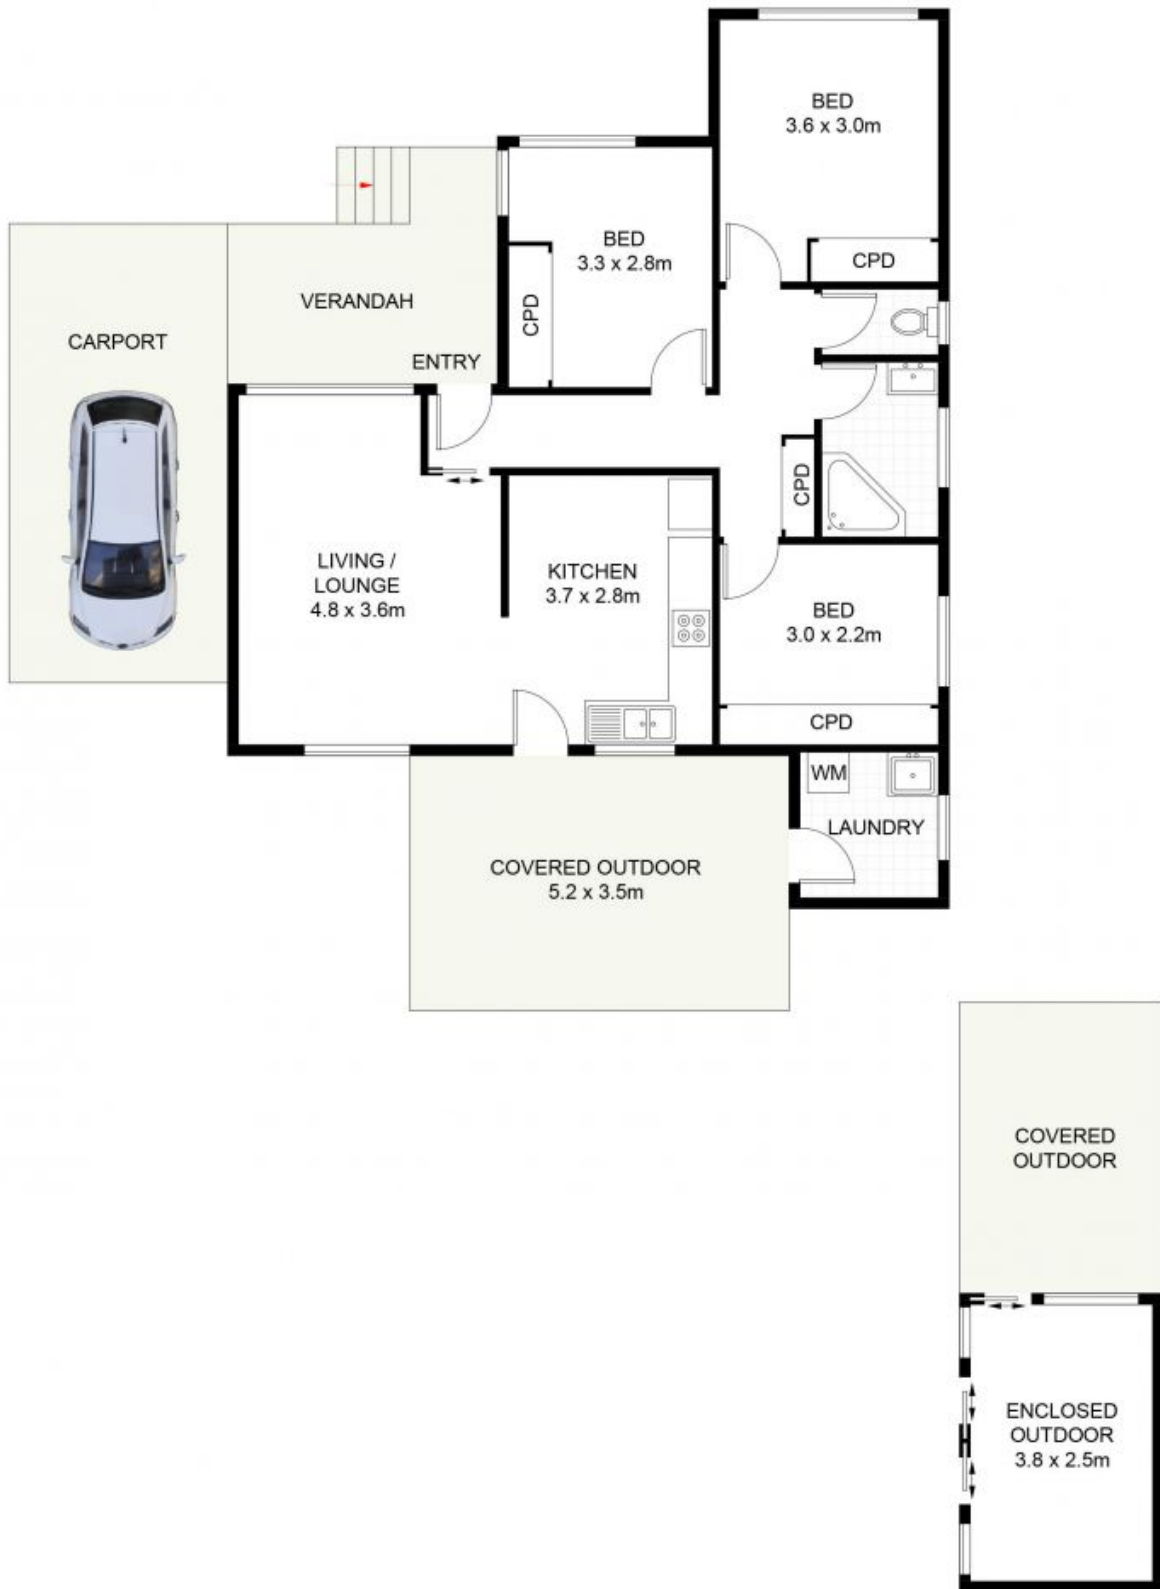 BED
3.6 x 3.0m
CPD
BED
3.3 x 2.8m
CPD
VERANDAH
ENTRY
CARPORT
CPD
LIVING /
LOUNGE
4.8 x 3.6m
KITCHEN
3.7 x 2.8m
BED
3.0 x 2.2m
CPD
WM
LAUNDRY
COVERED OUTDOOR
5.2 x 3.5m
COVERED
OUTDOOR
ENCLOSED
OUTDOOR
3.8 x 2.5m